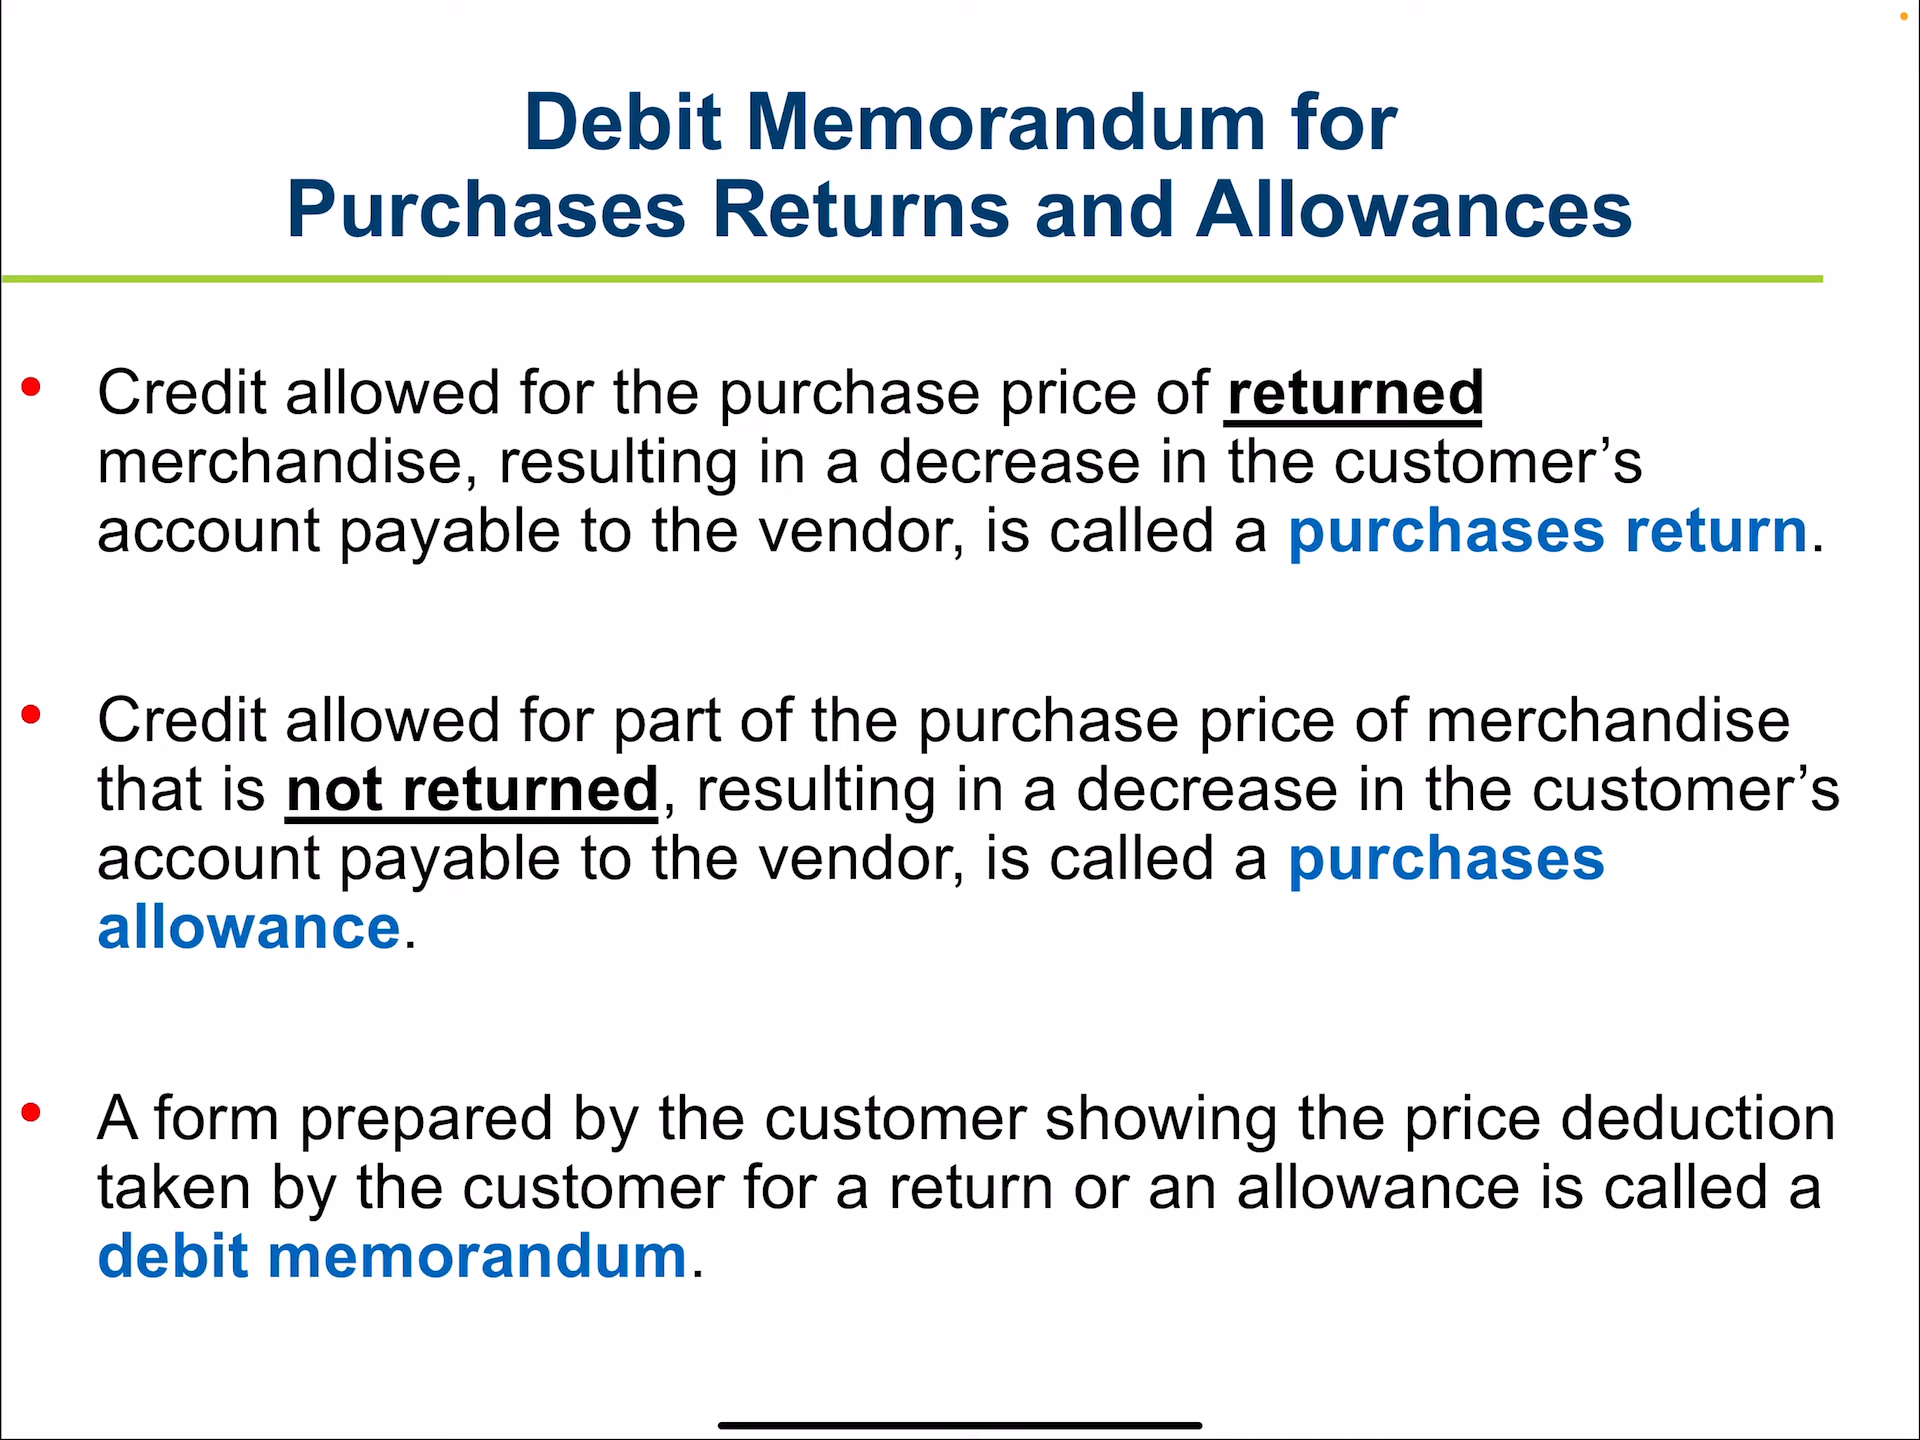 Debit Memorandum for
Purchases Returns and Allowances
• Credit allowed for the purchase price of returned
merchandise, resulting in a decrease in the customer’s
account payable to the vendor, is called a purchases return.
• Credit allowed for part of the purchase price of merchandise
that is not returned, resulting in a decrease in the customer’s
account payable to the vendor, is called a purchases
allowance.
• A form prepared by the customer showing the price deduction
taken by the customer for a return or an allowance is called a
debit memorandum.